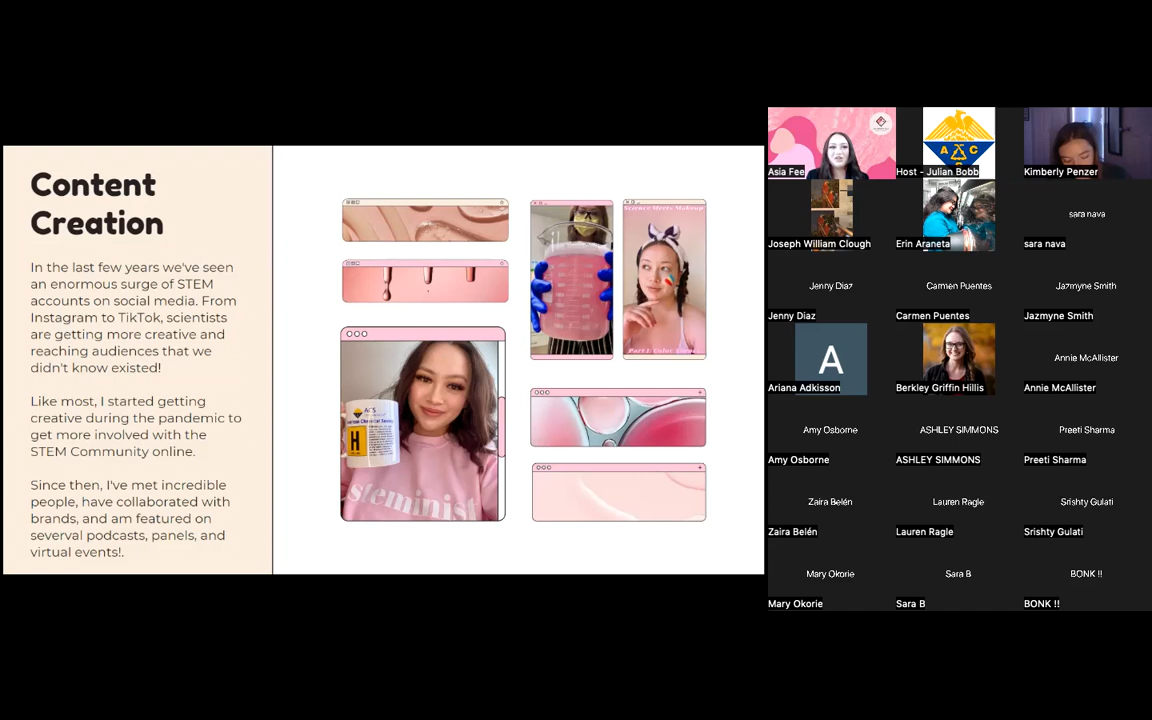 Content
Creation
In the last few years we've seen
an enormous surge of STEM
accounts on social media. From
Instagram to TikTok, scientists
are getting more creative and
reaching audiences that we
didn't know existed!
Like most, I started getting
creative during the pandemic to
get more involved with the
STEM Community online.
Since then, I've met incredible
people, have collaborated with
brands, and am featured on
severval podcasts, panels, and
virtual events!.
ACS
H
steminist
Science Meets Makeup
Asia Fee
A C S
Host - Julian Bobb
Kimberly Penzer
Joseph William Clough
Erin Araneta
sara nava
sara nava
Jenny Diaz
Carmen Puentes
Jazmyne Smith
Jenny Diaz
Carmen Puentes
Jazmyne Smith
A
Annie McAllister
Ariana Adkisson
Berkley Griffin Hillis
Annie McAllister
Amy Osborne
ASHLEY SIMMONS
Preeti Sharma
Amy Osborne
ASHLEY SIMMONS
Preeti Sharma
Zaira Belén
Lauren Ragle
Srishty Gulati
Zaira Belén
Lauren Ragle
Srishty Gulati
Mary Okorie
Sara B
BONK !!
Mary Okorie
Sara B
BONK !!